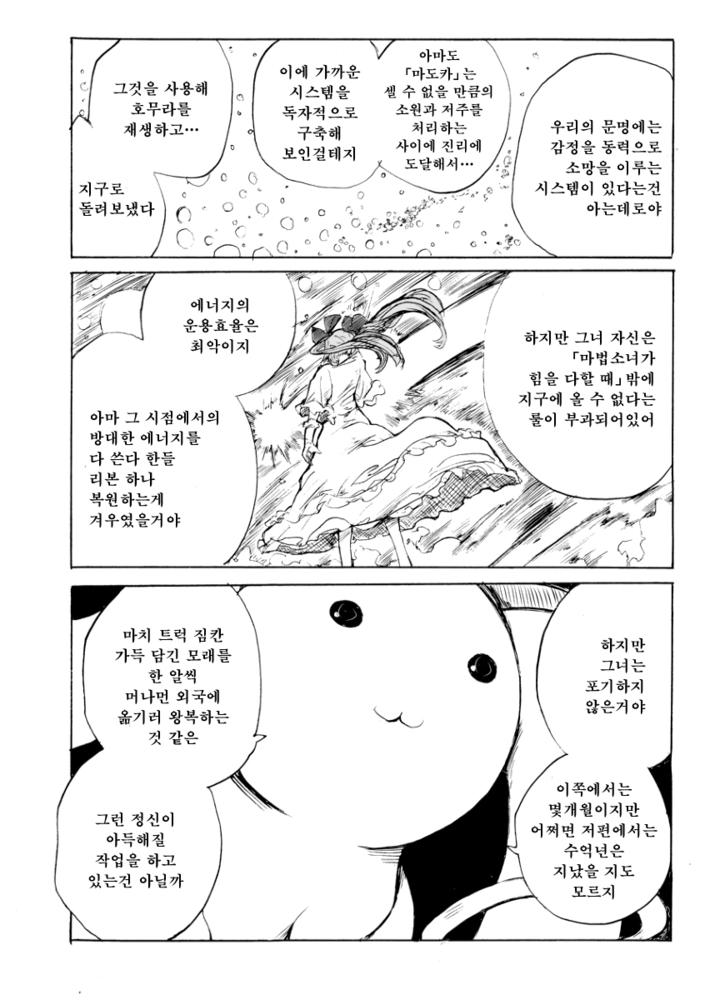 우리의 문명에는
감정을 동력으로
소망을 이루는
시스템이 있다는건
아는데로야
아마도
「마도카」는
셀 수 없을 만큼의
소원과 저주를
처리하는
사이에 진리에
도달해서…
이에 가까운
시스템을
독자적으로
구축해
보인걸테지
그것을 사용해
호무라를
재생하고…
지구로
돌려보냈다
하지만 그녀 자신은
「마법소녀가
힘을 다할 때」밖에
지구에 올 수 없다는
룰이 부과되어있어
에너지의
운용효율은
최악이지
아마 그 시점에서의
방대한 에너지를
다 쓴다 한들
리본 하나
복원하는게
겨우였을거야
하지만
그녀는
포기하지
않은거야
이쪽에서는
몇개월이지만
어쩌면 저편에서는
수억년은
지났을 지도
모르지
마치 트럭 짐칸
가득 담긴 모래를
한 알씩
머나먼 외국에
옮기러 왕복하는
것 같은
그런 정신이
아득해질
작업을 하고
있는건 아닐까